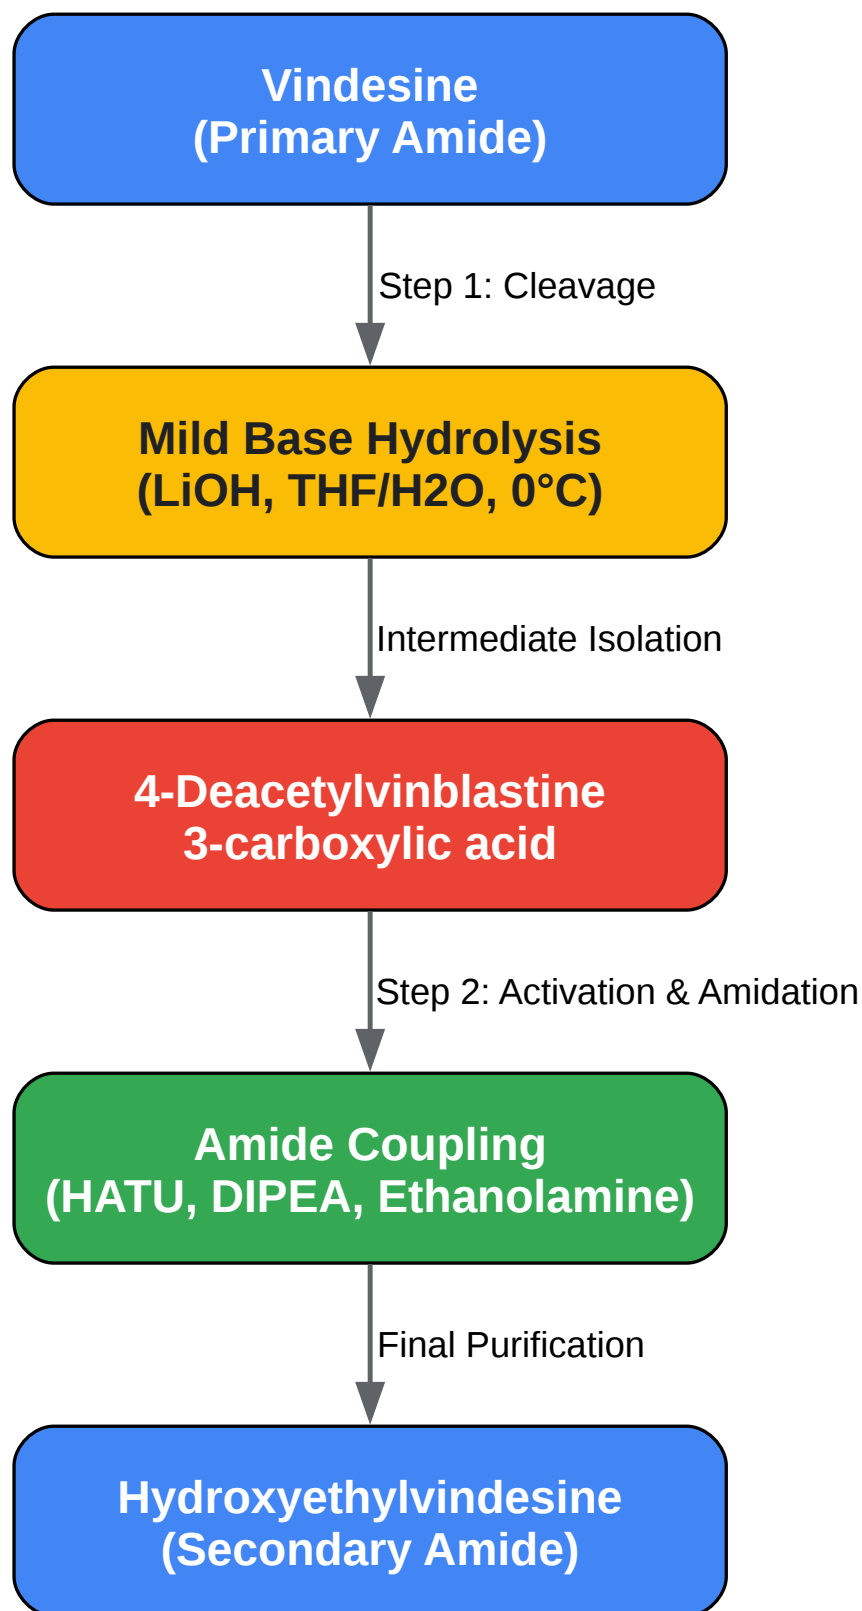 Vindesine
(Primary Amide)
Step 1: Cleavage
Mild Base Hydrolysis
(LiOH, THF/H2O, 0°C)
Intermediate Isolation
4-Deacetylvinblastine
3-carboxylic acid
Step 2: Activation & Amidation
Amide Coupling
(HATU, DIPEA, Ethanolamine)
Final Purification
Hydroxyethylvindesine
(Secondary Amide)